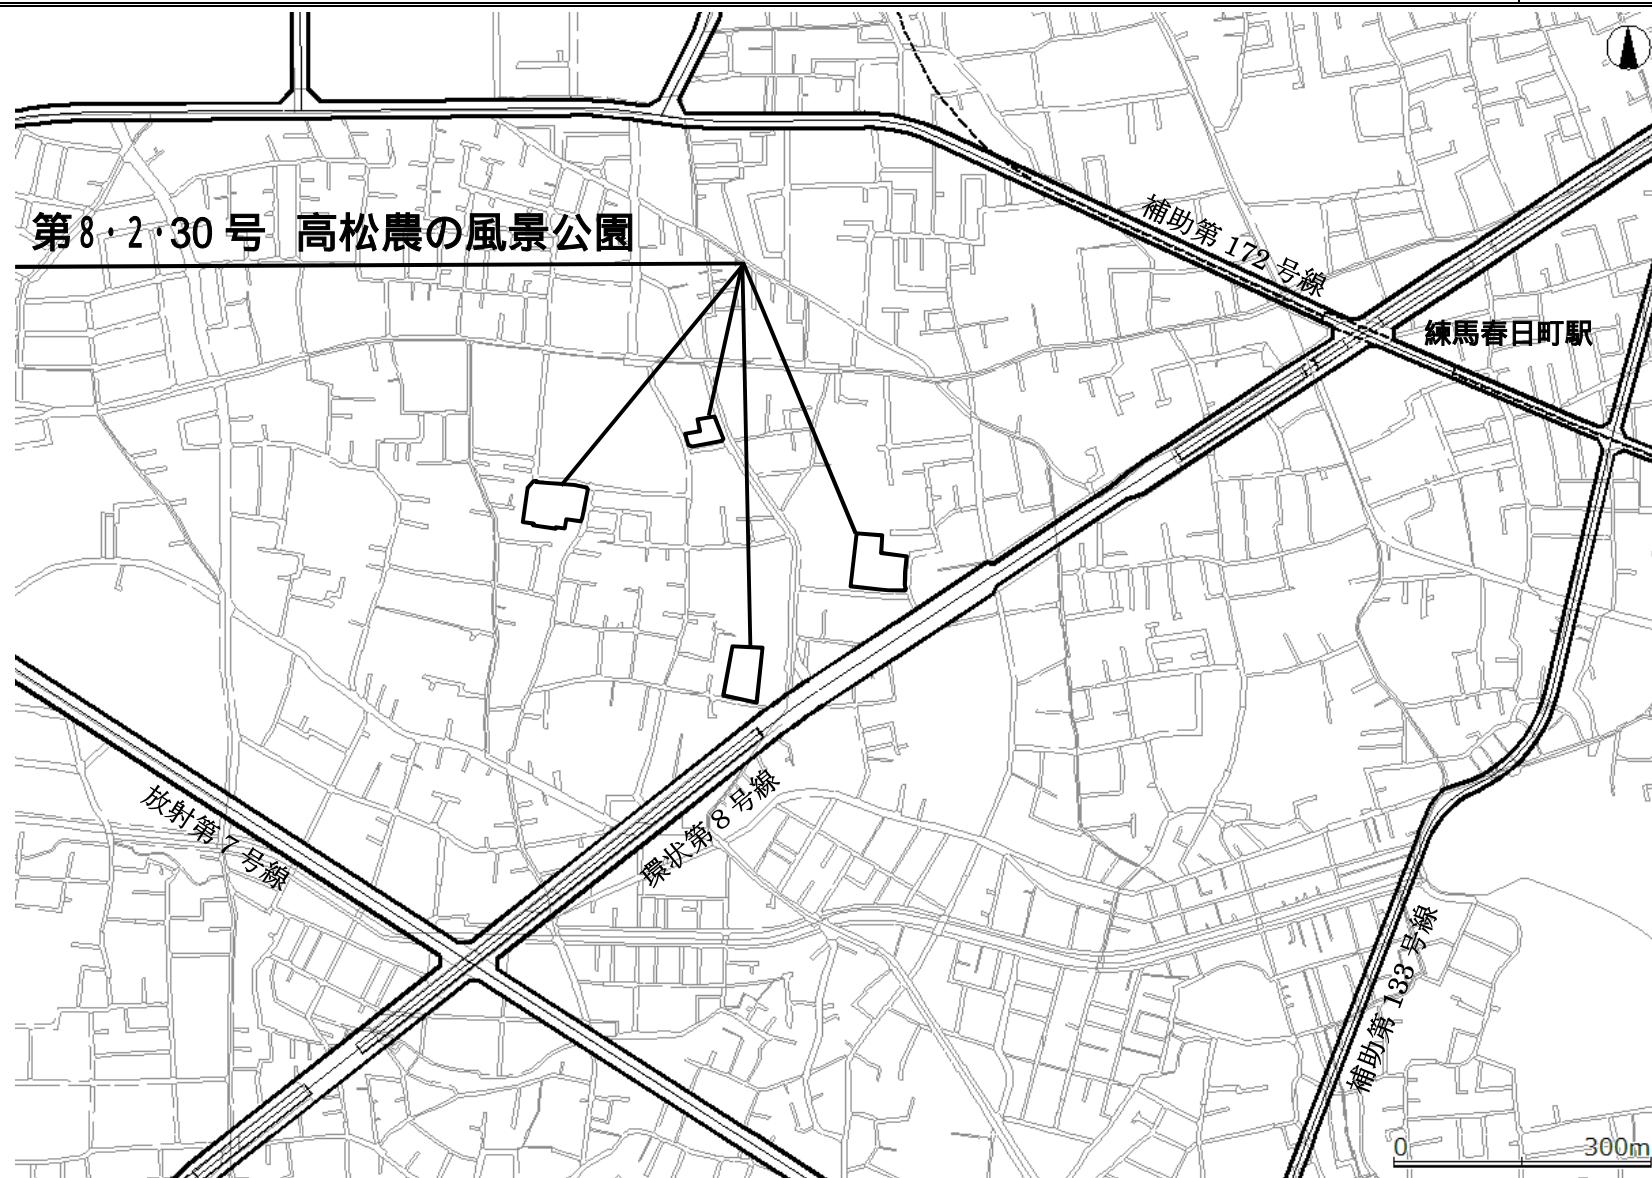 第8・2・30号 高松農の風景公園
補助第172号線
練馬春日町駅
放射第7号線
環状第8号線
補助第133号線
0 300m